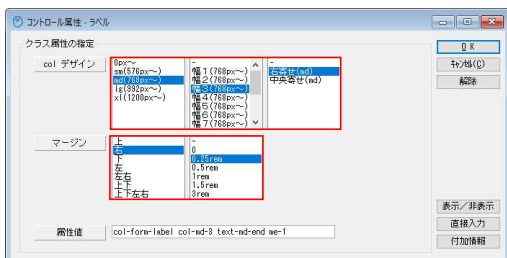 コントロール属性 - ラベル
クラス属性の指定
col デザイン
0px～
sm(576px～)
md(768px～)
lg(992px～)
xl(1200px～)
-
幅1(768px～)
幅2(768px～)
幅3(768px～)
幅4(768px～)
幅5(768px～)
幅6(768px～)
幅7(768px～)
-
右寄せ(md)
中央寄せ(md)
マージン
上
右
下
左
左右
上下
上下左右
-
0
0.25rem
0.5rem
1rem
1.5rem
3rem
属性値
col-form-label col-md-3 text-md-end me-1
OK
キャンセル(C)
解除
表示／非表示
直接入力
付加情報